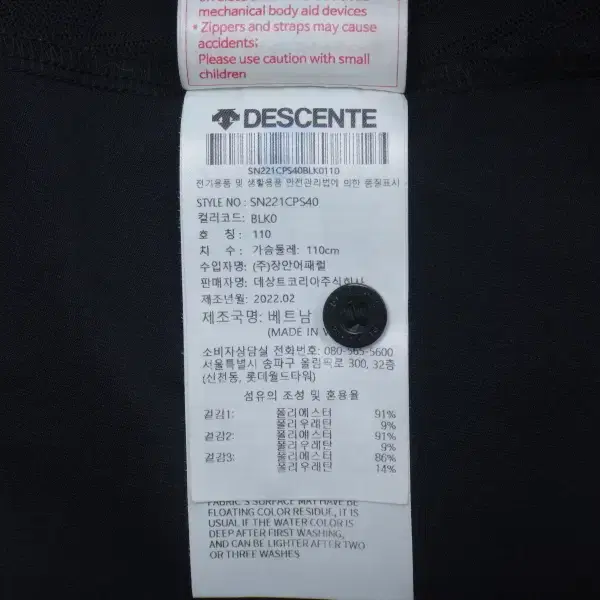 mechanical body aid devices
* Zippers and straps may cause
accidents;
Please use caution with small
children
DESCENTE
SN221CPS40BLK0110
전기용품 및 생활용품 안전관리법에 의한 품질표시
STYLE NO : SN221CPS40
컬러코드: BLK0
호 칭 : 110
치 수 : 가슴둘레: 110cm
수입자명: (주)장안어패럴
판매자명: 데상트코리아주식회사
제조년월: 2022.02
제조국명: 베트남
(MADE IN
소비자상담실 전화번호: 080-565-5600
서울특별시 송파구 올림픽로 300, 32층
(신천동, 롯데월드타워)
섬유의 조성 및 혼용율
겉감1: 폴리에스터 91%
폴리우레탄 9%
겉감2: 폴리에스터 91%
폴리우레탄 9%
겉감3: 폴리에스터 86%
폴리우레탄 14%
FABRIC'S SURFACE MAY HAVE BE
FLOATING COLOR RESIDUE, IT IS
USUAL IF THE WATER COLOR IS
DEEP AFTER FIRST WASHING,
AND CAN BE LIGHTER AFTER TWO
OR THREE WASHES